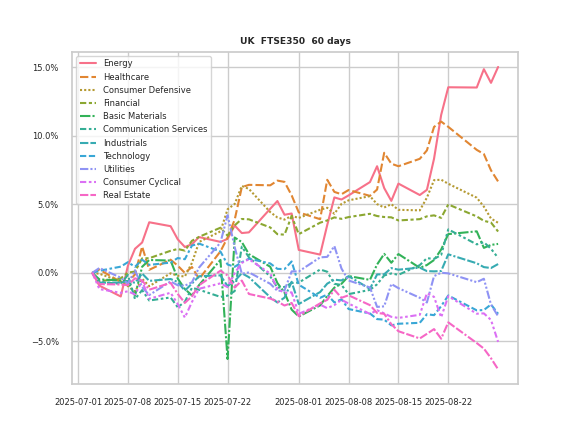 UK FTSE350 60 days
Energy
Healthcare
Consumer Defensive
Financial
Basic Materials
Communication Services
Industrials
Technology
Utilities
Consumer Cyclical
Real Estate
15.0%
10.0%
5.0%
0.0%
−5.0%
2025-07-01 2025-07-08 2025-07-15 2025-07-22 2025-08-01 2025-08-08 2025-08-15 2025-08-22